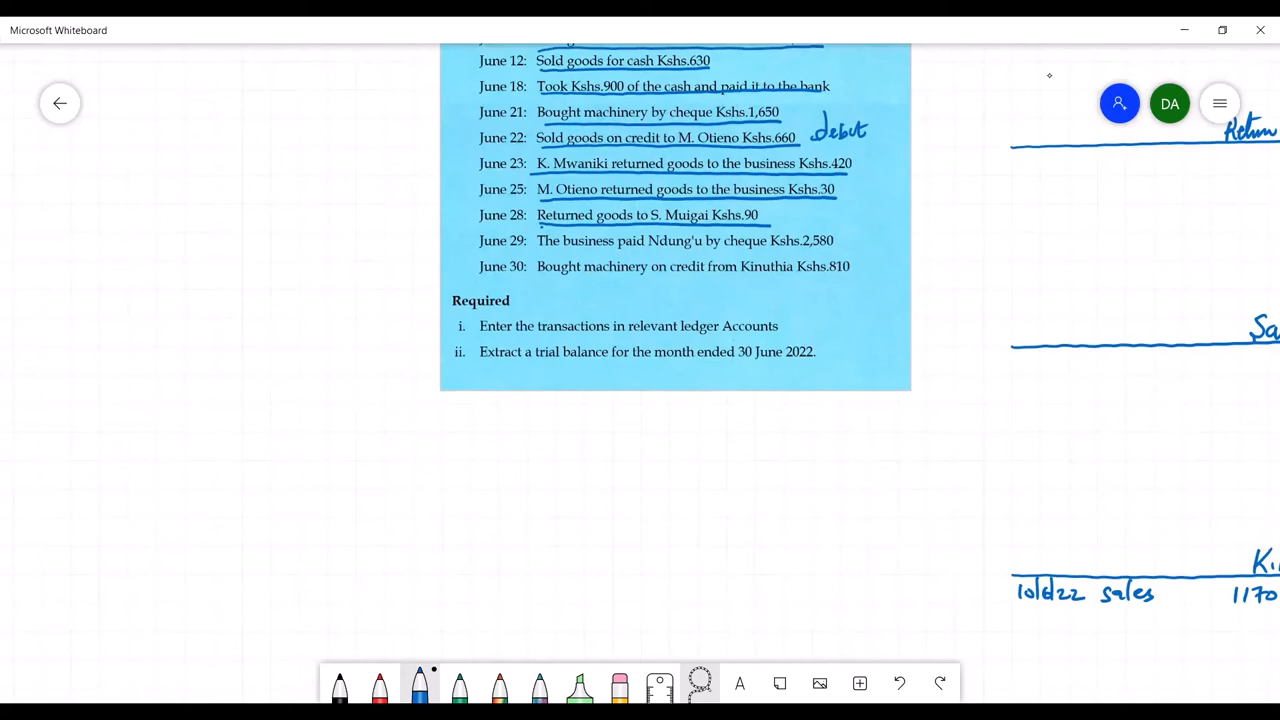 Microsoft Whiteboard
June 12: Sold goods for cash Kshs.630
June 18: Took Kshs.900 of the cash and paid it to the bank
June 21: Bought machinery by cheque Kshs.1,650
June 22: Sold goods on credit to M. Otieno Kshs.660 debit
June 23: K. Mwaniki returned goods to the business Kshs.420
June 25: M. Otieno returned goods to the business Kshs.30
June 28: Returned goods to S. Muigai Kshs.90
June 29: The business paid Ndung'u by cheque Kshs.2,580
June 30: Bought machinery on credit from Kinuthia Kshs.810
Required
i. Enter the transactions in relevant ledger Accounts
ii. Extract a trial balance for the month ended 30 June 2022.
DA
Return
Sa
10/6/22 sales 1170
A